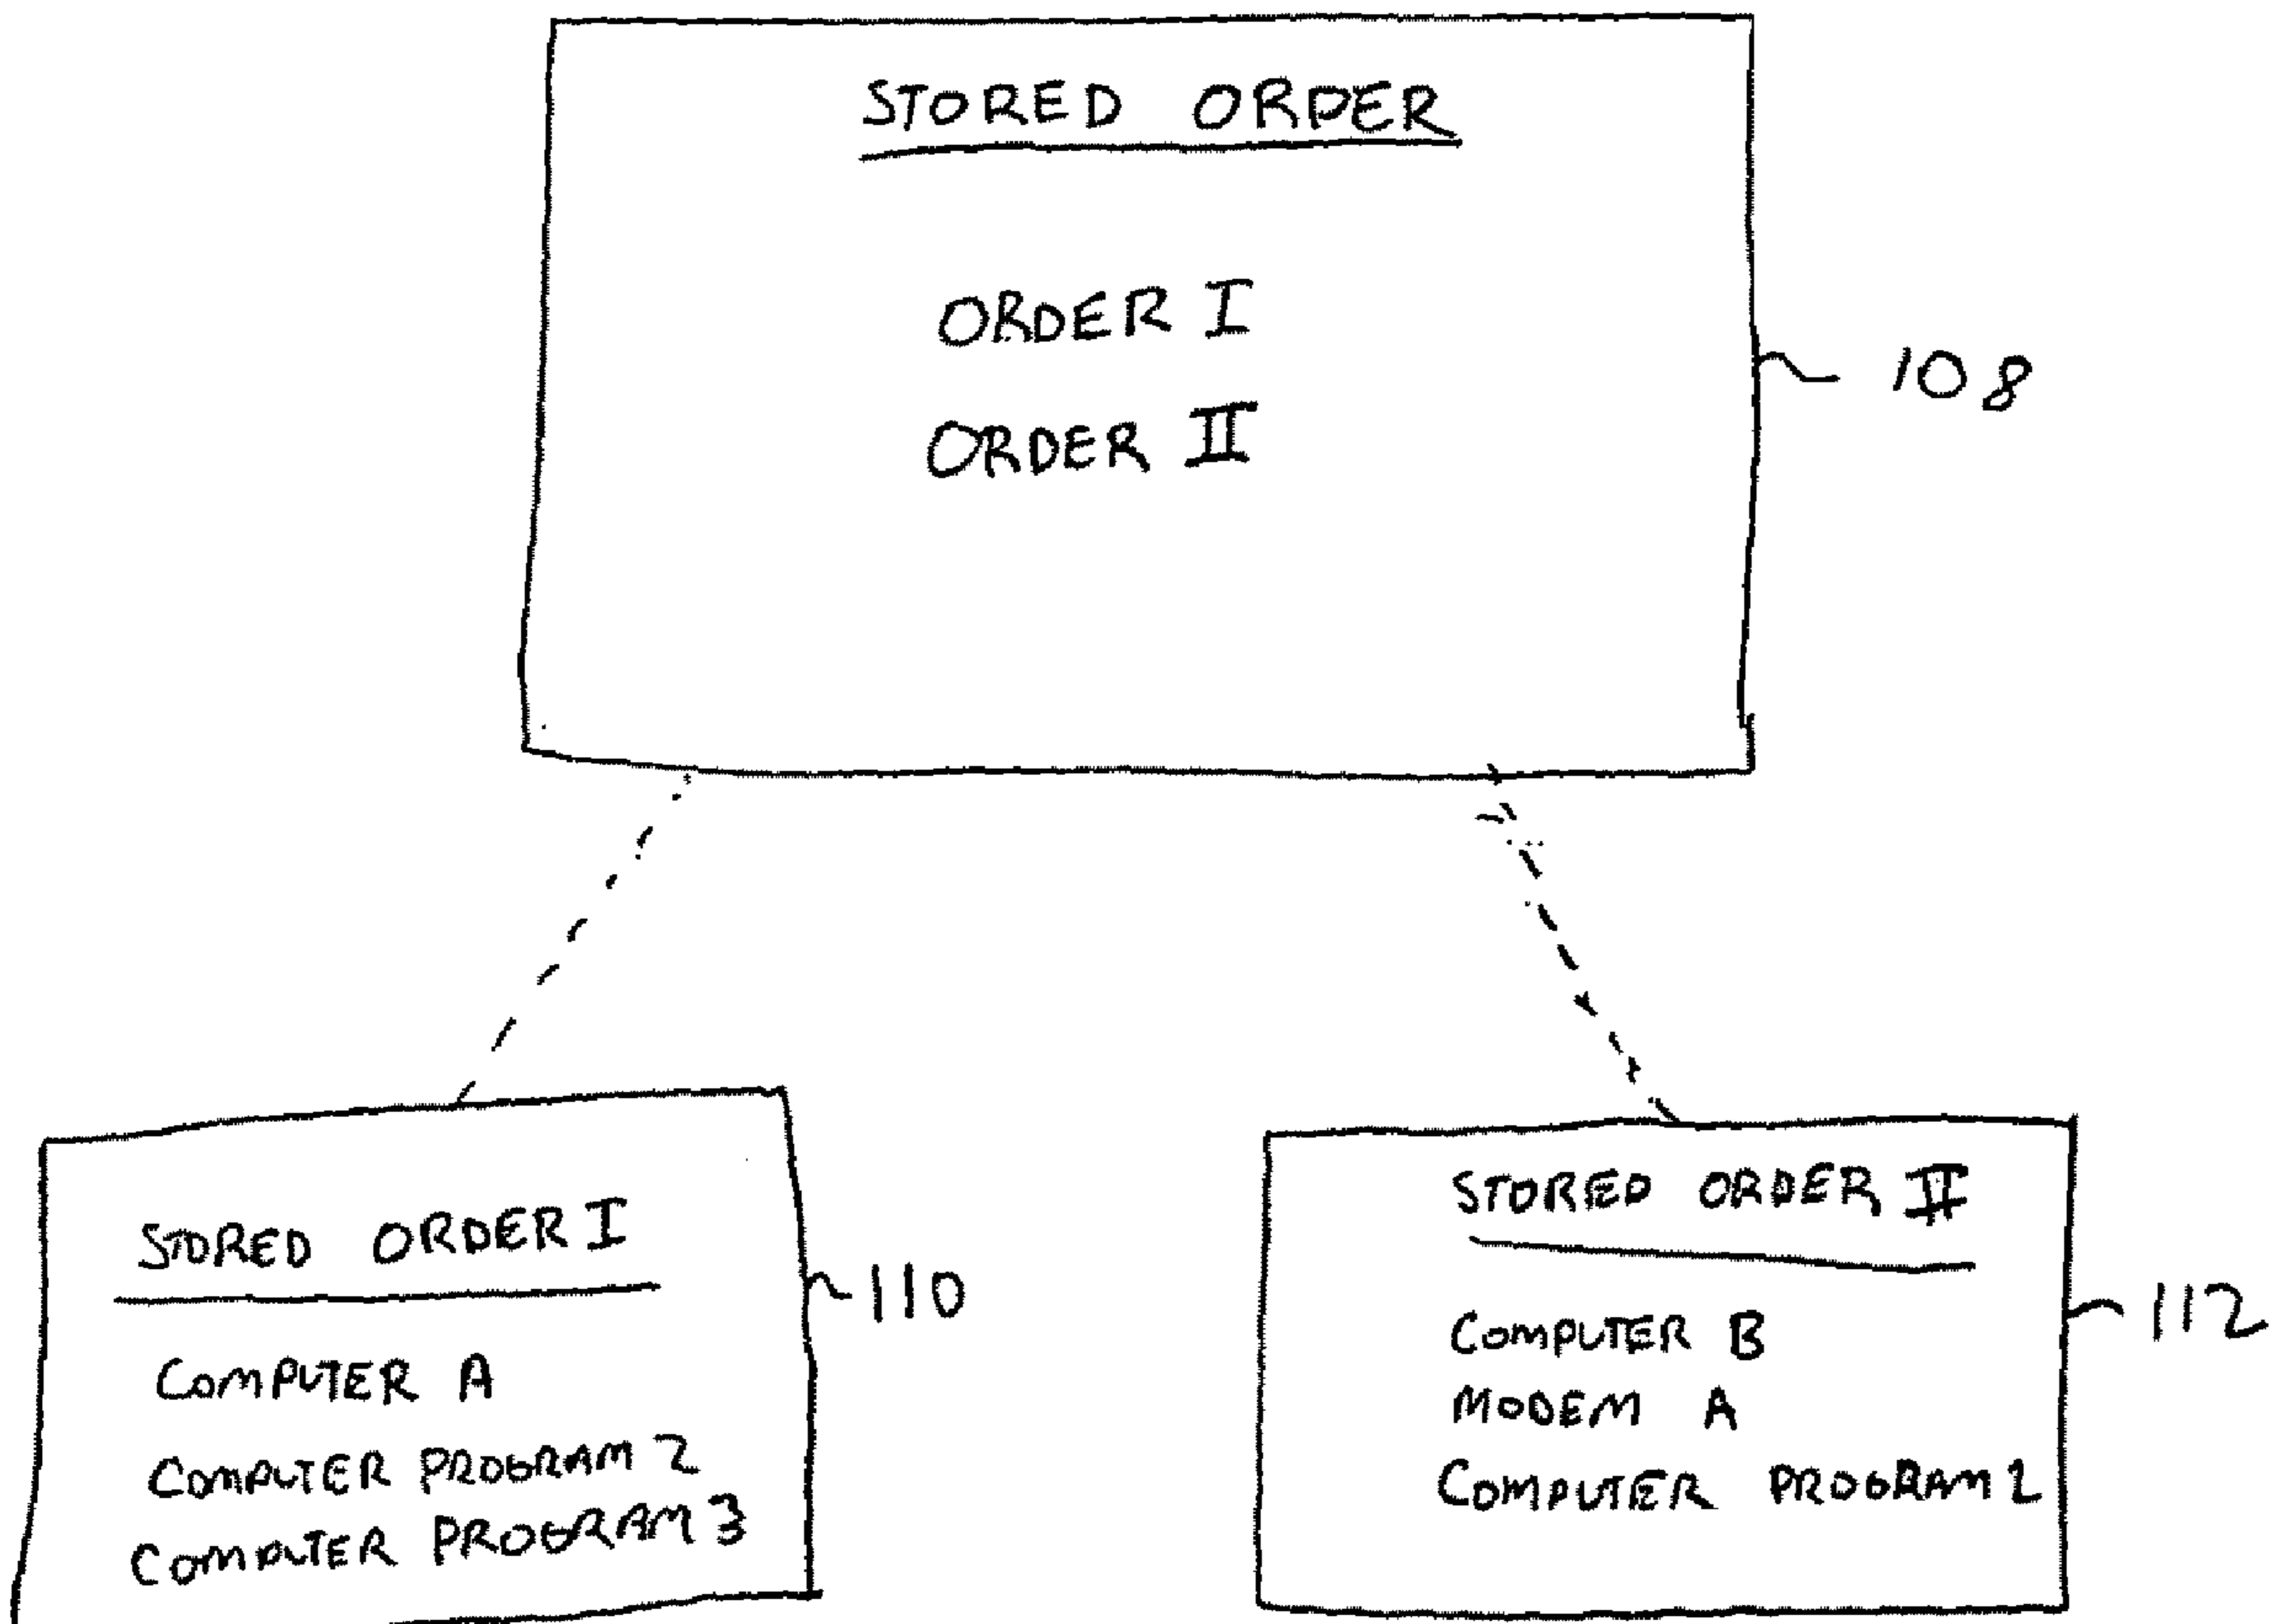 STORED ORDER
ORDER I
ORDER II
108
STORED ORDER I
COMPUTER A
COMPUTER PROGRAM 2
COMPUTER PROGRAM 3
110
STORED ORDER II
COMPUTER B
MODEM A
COMPUTER PROGRAM 2
112